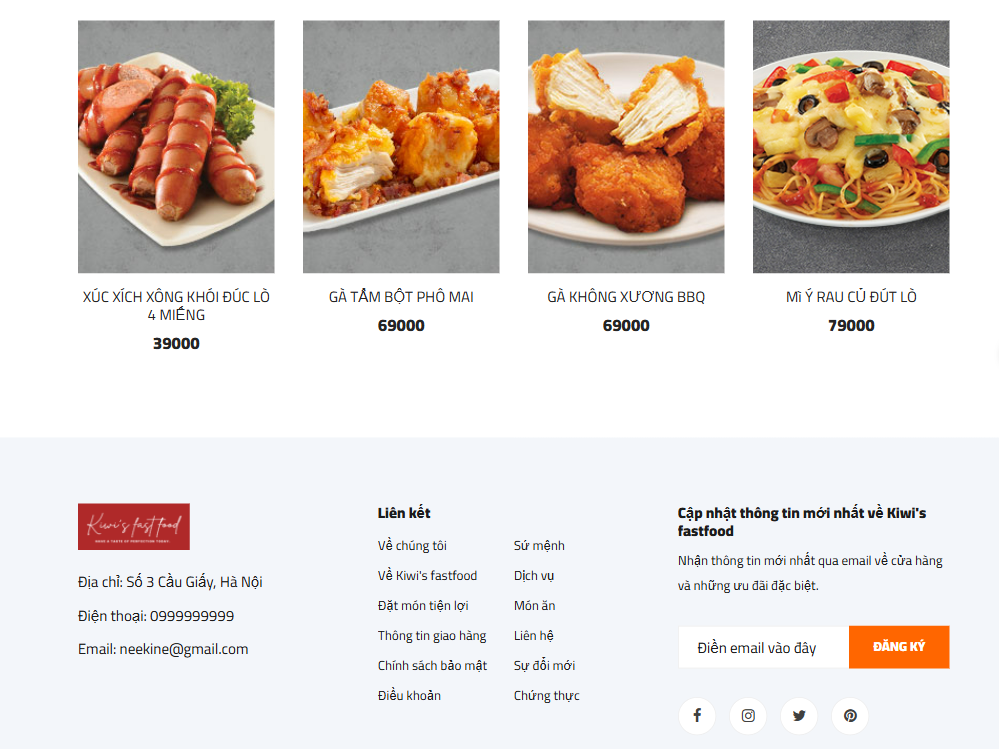 XÚC XÍCH XÔNG KHÓI ĐÚC LÒ
4 MIẾNG
39000
GÀ TẨM BỘT PHÔ MAI
69000
GÀ KHÔNG XƯƠNG BBQ
69000
Mì Ý RAU CỦ ĐÚT LÒ
79000
Kiwi's fast food
HAVE A TASTE OF PERFECTION TODAY.
Địa chỉ: Số 3 Cầu Giấy, Hà Nội
Điện thoại: 0999999999
Email: neekine@gmail.com
Liên kết
Về chúng tôi
Về Kiwi's fastfood
Đặt món tiện lợi
Thông tin giao hàng
Chính sách bảo mật
Điều khoản
Sứ mệnh
Dịch vụ
Món ăn
Liên hệ
Sự đổi mới
Chứng thực
Cập nhật thông tin mới nhất về Kiwi's
fastfood
Nhận thông tin mới nhất qua email về cửa hàng
và những ưu đãi đặc biệt.
Điền email vào đây
ĐĂNG KÝ